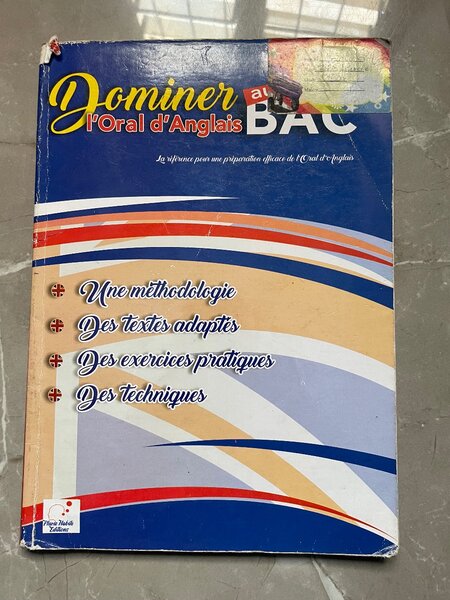 Dominer au
l'Oral d'Anglais BAC
La référence pour une préparation efficace de l'Oral d'Anglais
Une méthodologie
Des textes adaptés
Des exercices pratiques
Des techniques
Editions